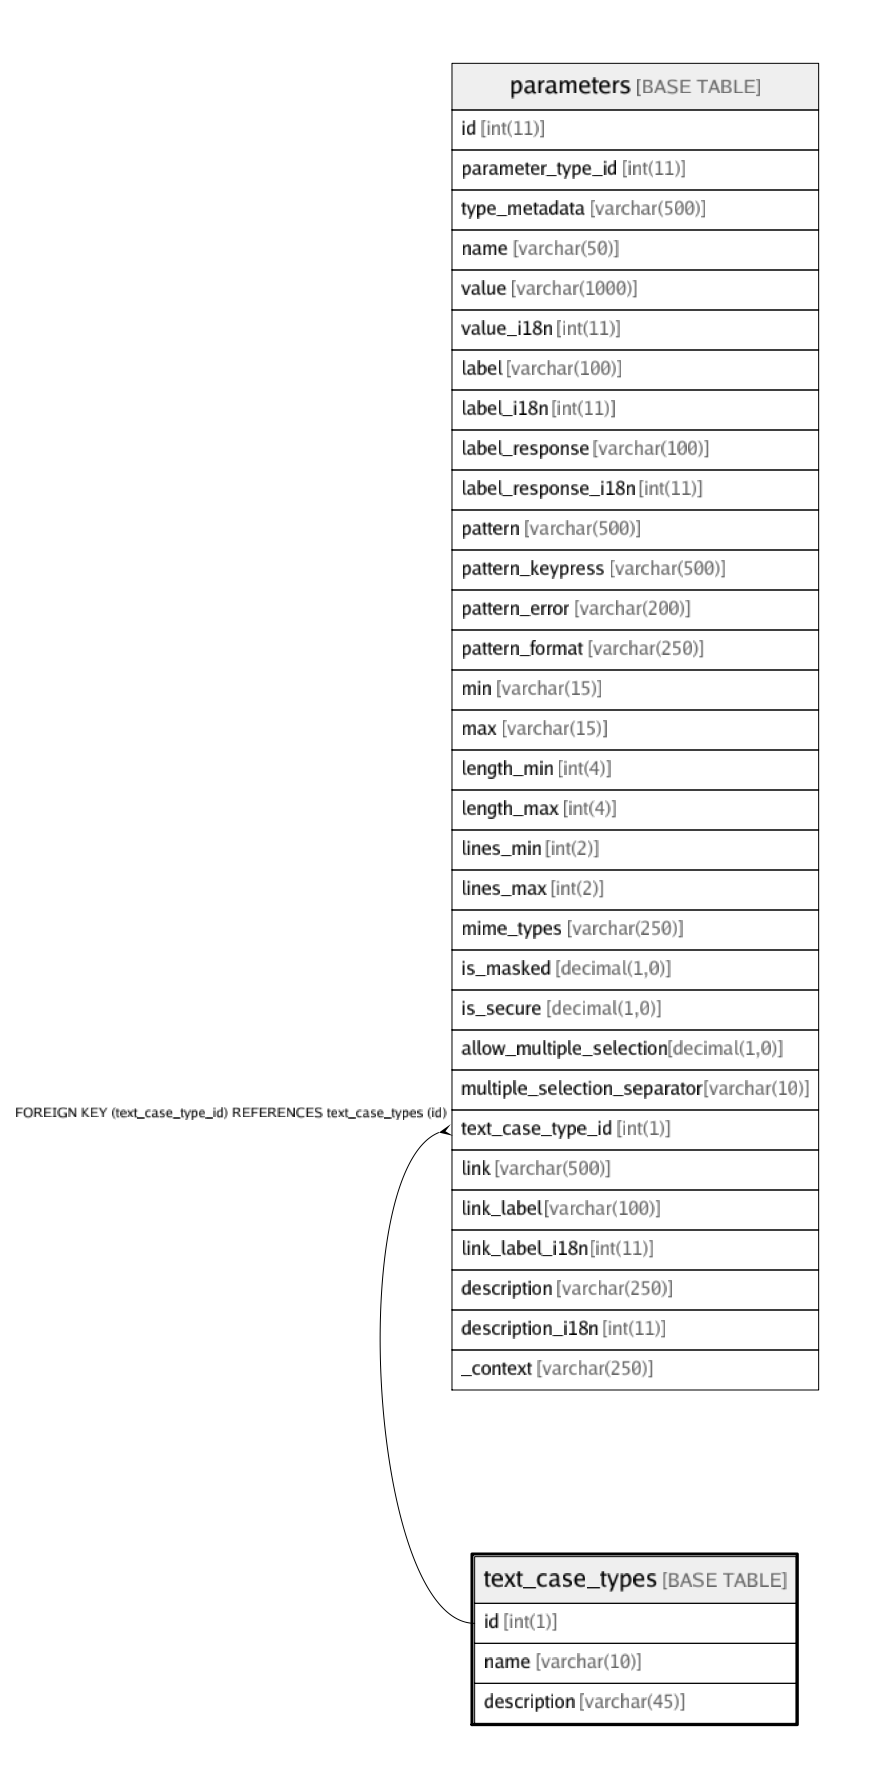 parameters [BASE TABLE]
id [int(11)]
parameter_type_id [int(11)]
type_metadata [varchar(500)]
name [varchar(50)]
value [varchar(1000)]
value_i18n [int(11)]
label [varchar(100)]
label_i18n [int(11)]
label_response [varchar(100)]
label_response_i18n [int(11)]
pattern [varchar(500)]
pattern_keypress [varchar(500)]
pattern_error [varchar(200)]
pattern_format [varchar(250)]
min [varchar(15)]
max [varchar(15)]
length_min [int(4)]
length_max [int(4)]
lines_min [int(2)]
lines_max [int(2)]
mime_types [varchar(250)]
is_masked [decimal(1,0)]
is_secure [decimal(1,0)]
allow_multiple_selection [decimal(1,0)]
multiple_selection_separator [varchar(10)]
FOREIGN KEY (text_case_type_id) REFERENCES text_case_types (id)
text_case_type_id [int(1)]
link [varchar(500)]
link_label [varchar(100)]
link_label_i18n [int(11)]
description [varchar(250)]
description_i18n [int(11)]
_context [varchar(250)]
text_case_types [BASE TABLE]
id [int(1)]
name [varchar(10)]
description [varchar(45)]